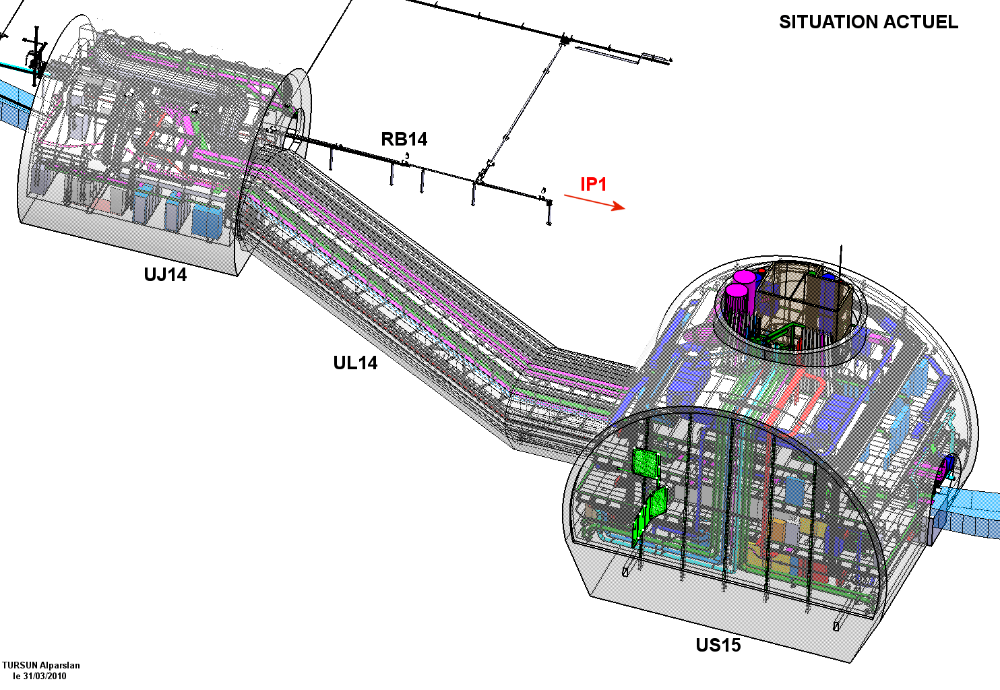 SITUATION ACTUEL
RB14
IP1
UJ14
UL14
US15
TURSUN Alparslan
le 31/03/2010